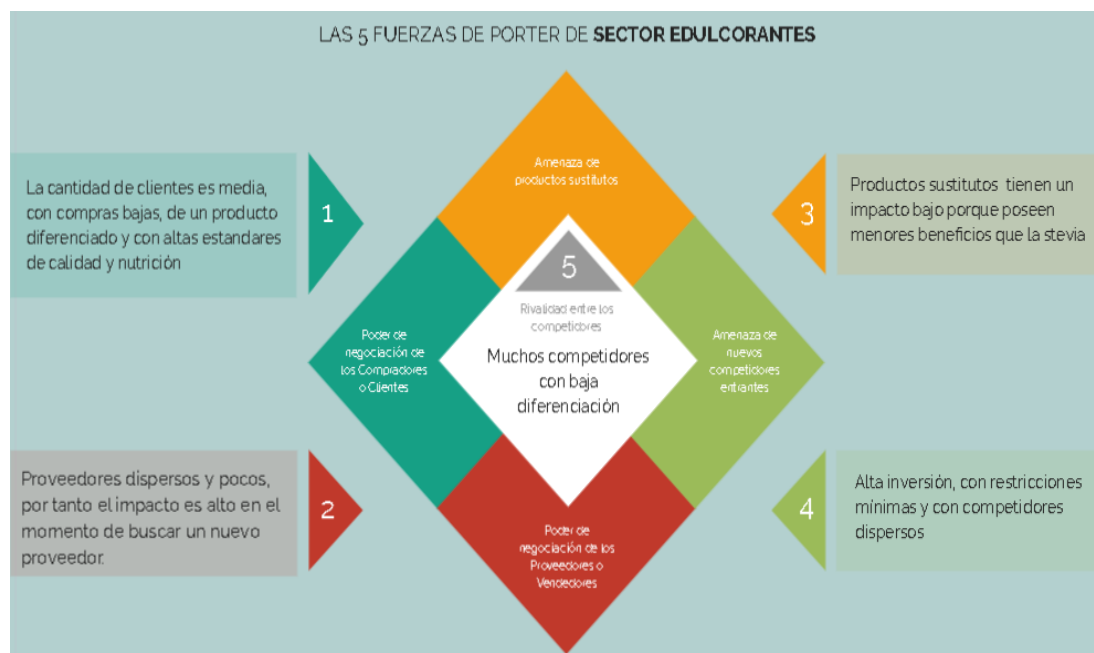 LAS 5 FUERZAS DE PORTER DE SECTOR EDULCORANTES
La cantidad de clientes es media,
con compras bajas, de un producto
diferenciado y con altas estandares
de calidad y nutrición
1
Proveedores dispersos y pocos,
por tanto el impacto es alto en el
momento de buscar un nuevo
proveedor.
2
Amenaza de
productos sustitutos
Poder de
negociación de
los Compradores
o Clientes
5
Rivalidad entre los
competidores
Muchos competidores
con baja
diferenciación
Amenaza de
nuevos
competidores
entrantes
Poder de
negociación de los
Proveedores o
Vendedores
3
Productos sustitutos tienen un
impacto bajo porque poseen
menores beneficios que la stevia
4
Alta inversión, con restricciones
mínimas y con competidores
dispersos